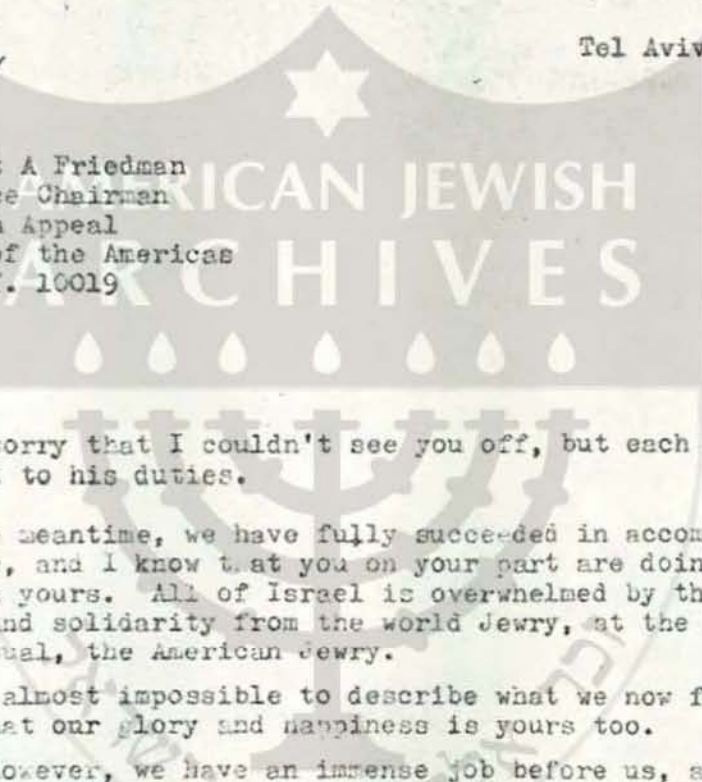 Tel Aviv
A Friedman
Chairman
Appeal
of the Americas
10019
AMERICAN JEWISH
ARCHIVES
sorry that I couldn't see you off, but each
to his duties.
meantime, we have fully succeeded in accom
, and I know t at you on your part are doin
yours. All of Israel is overwhelmed by th
and solidarity from the world Jewry, at the
ual, the American Jewry.
almost impossible to describe what we now f
at our glory and happiness is yours too.
owever, we have an immense job before us, a